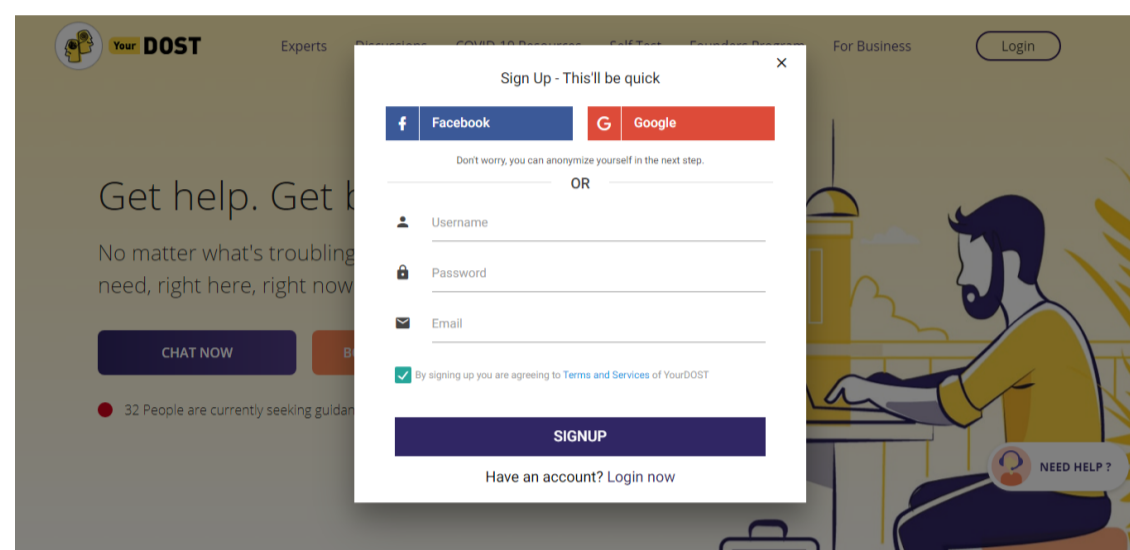 Your DOST
Experts
For Business
Login
Sign Up - This'll be quick
×
f Facebook
G Google
Don't worry, you can anonymize yourself in the next step.
OR
Get help. Get
Username
No matter what's troubling
Password
need, right here, right now
Email
CHAT NOW
By signing up you are agreeing to Terms and Services of YourDOST
32 People are currently seeking
SIGNUP
NEED HELP ?
Have an account? Login now